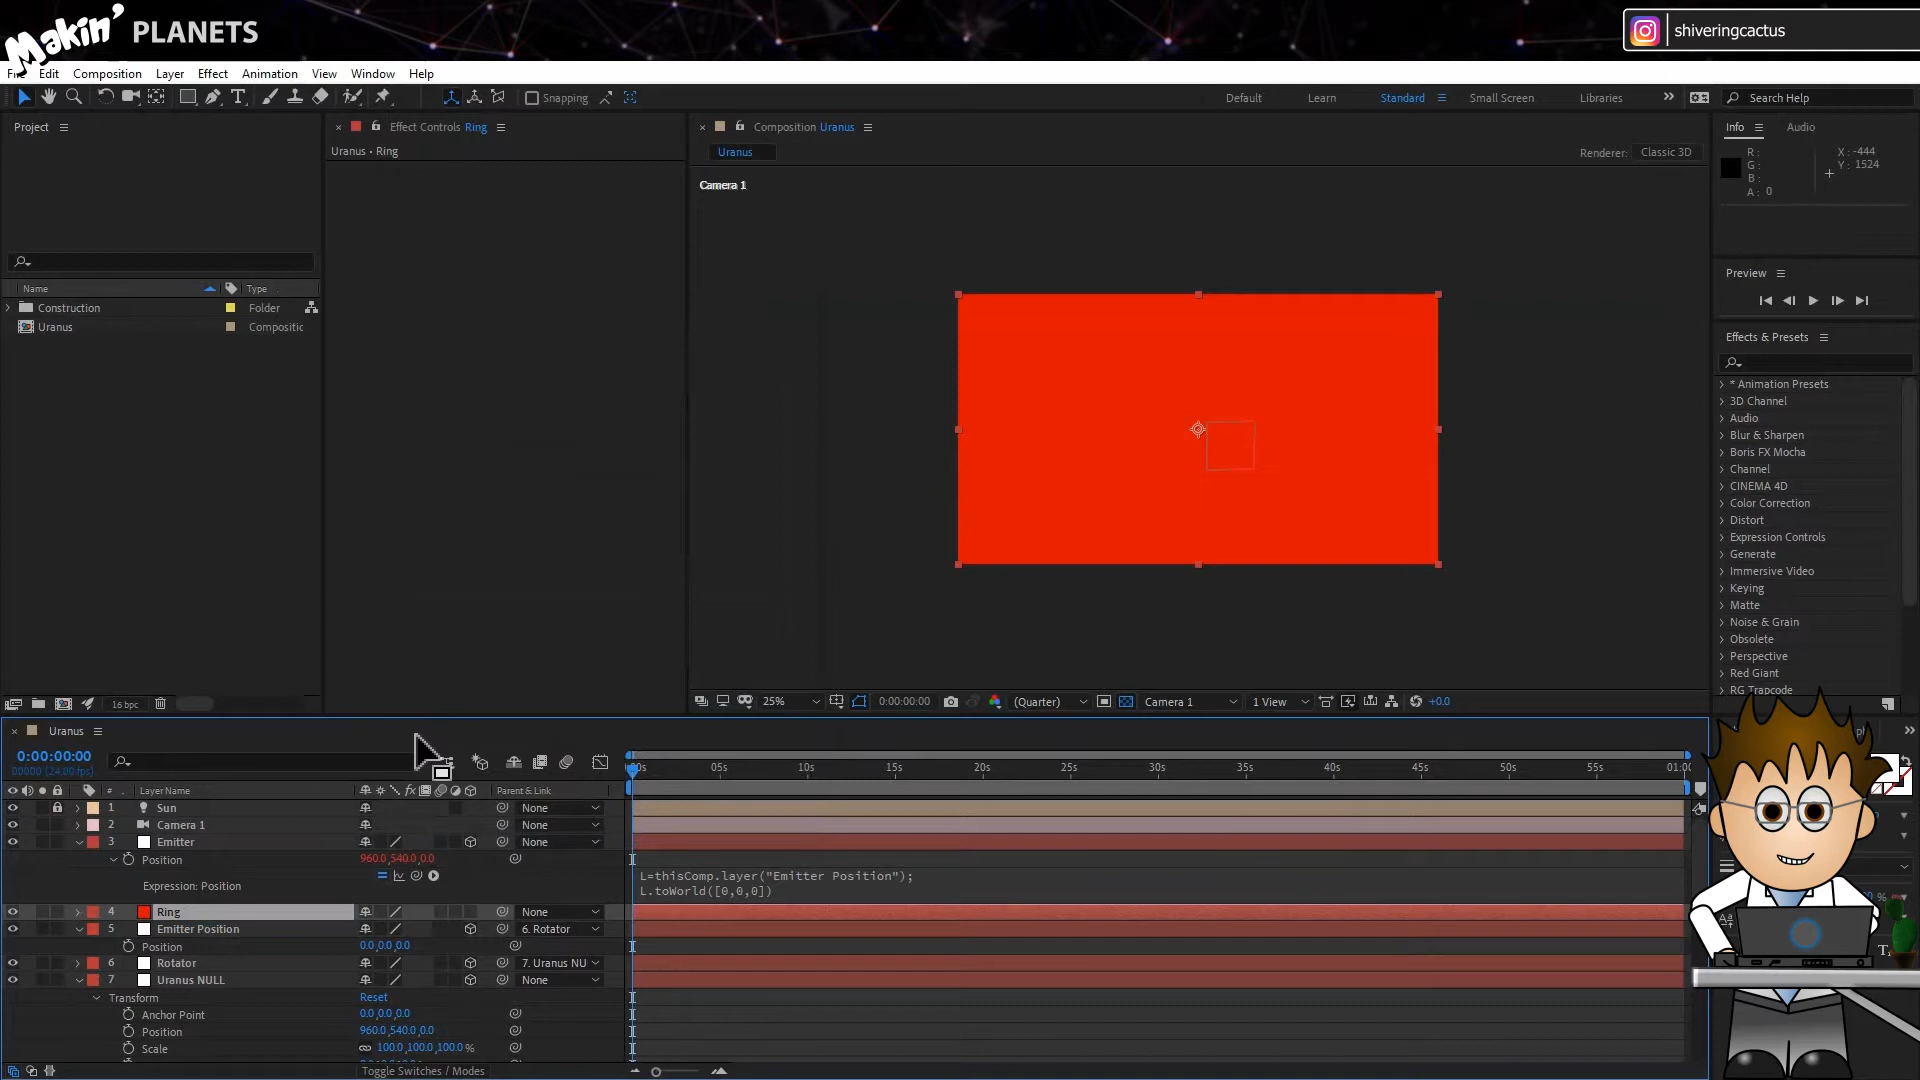 Makin' PLANETS
shiveringcactus
File Edit Composition Layer Effect Animation View Window Help
Snapping
Default Learn Standard Small Screen Libraries
Search Help
Project
Effect Controls Ring
Uranus • Ring
Composition Uranus
Uranus
Renderer: Classic 3D
Camera 1
Info Audio
R :
G :
B :
A : 0
X : -444
Y : 1524
Preview
Effects & Presets
Name Type
Construction Folder
Uranus Compositic
* Animation Presets
3D Channel
Audio
Blur & Sharpen
Boris FX Mocha
Channel
CINEMA 4D
Color Correction
Distort
Expression Controls
Generate
Immersive Video
Keying
Matte
Noise & Grain
Obsolete
Perspective
Red Giant
RG Trapcode
16 bpc
25% 0:00:00:00 (Quarter) Camera 1 1 View +0.0
Uranus
0:00:00:00
00000 (24.00 fps)
00s 05s 10s 15s 20s 25s 30s 35s 40s 45s 50s 55s 01:00
# Layer Name Parent & Link
1 Sun None
2 Camera 1 None
3 Emitter None
Position 960.0,540.0,0.0
Expression: Position
L=thisComp.layer("Emitter Position");
L.toWorld([0,0,0])
4 Ring None
5 Emitter Position 6. Rotator
Position 0.0,0.0,0.0
6 Rotator 7. Uranus NU
7 Uranus NULL None
Transform Reset
Anchor Point 0.0,0.0,0.0
Position 960.0,540.0,0.0
Scale 100.0,100.0,100.0 %
Toggle Switches / Modes